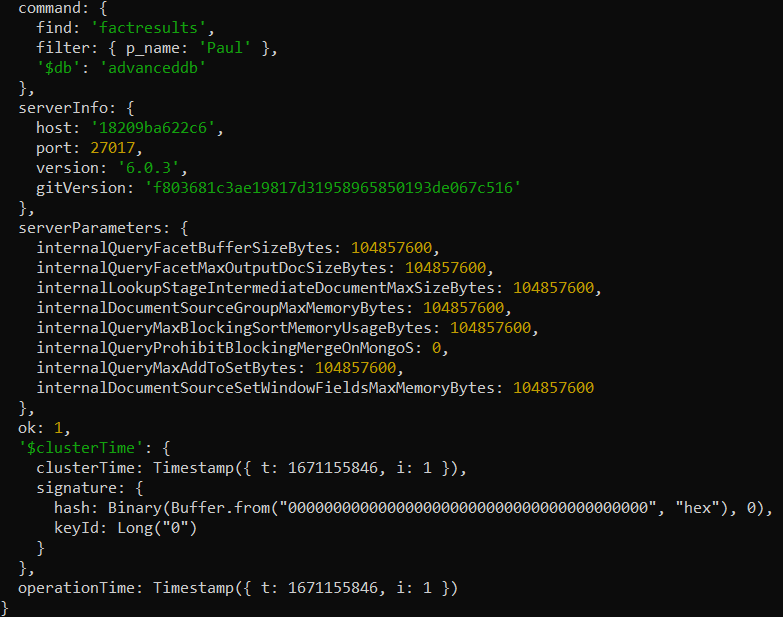 command: {
    find: 'factresults',
    filter: { p_name: 'Paul' },
    '$db': 'advanceddb'
  },
  serverInfo: {
    host: '18209ba622c6',
    port: 27017,
    version: '6.0.3',
    gitVersion: 'f803681c3ae19817d31958965850193de067c516'
  },
  serverParameters: {
    internalQueryFacetBufferSizeBytes: 104857600,
    internalQueryFacetMaxOutputDocSizeBytes: 104857600,
    internalLookupStageIntermediateDocumentMaxSizeBytes: 104857600,
    internalDocumentSourceGroupMaxMemoryBytes: 104857600,
    internalQueryMaxBlockingSortMemoryUsageBytes: 104857600,
    internalQueryProhibitBlockingMergeOnMongoS: 0,
    internalQueryMaxAddToSetBytes: 104857600,
    internalDocumentSourceSetWindowFieldsMaxMemoryBytes: 104857600
  },
  ok: 1,
  '$clusterTime': {
    clusterTime: Timestamp({ t: 1671155846, i: 1 }),
    signature: {
      hash: Binary(Buffer.from("0000000000000000000000000000000000000000", "hex"), 0),
      keyId: Long("0")
    }
  },
  operationTime: Timestamp({ t: 1671155846, i: 1 })
}